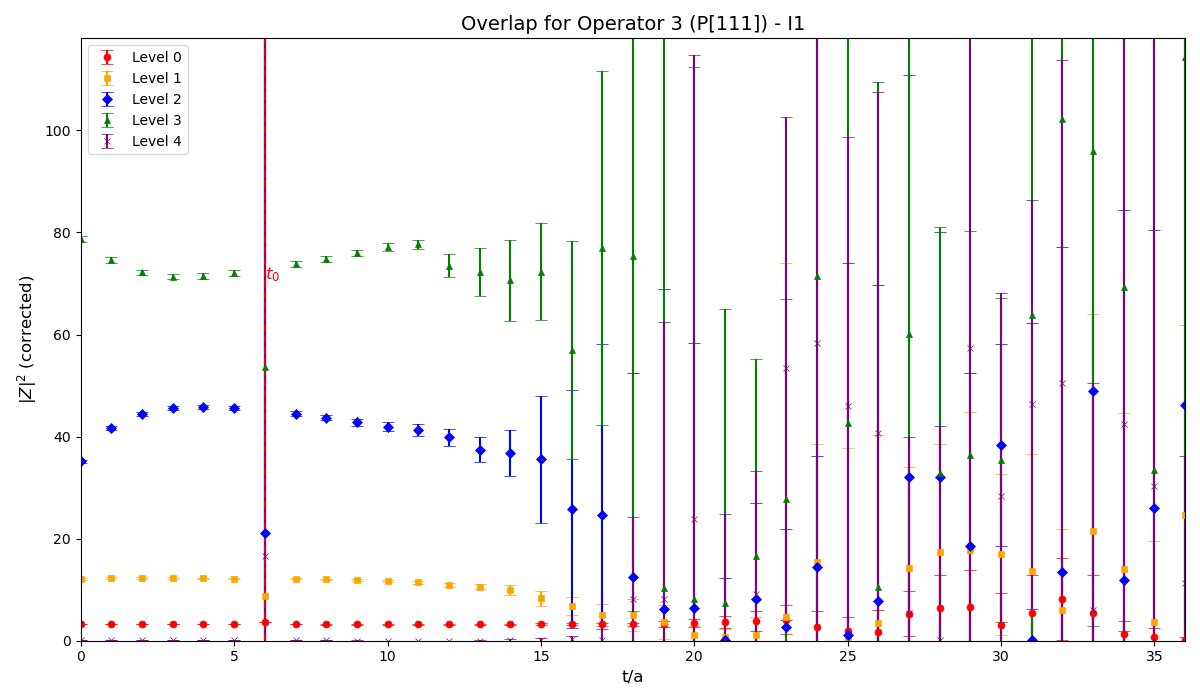 Overlap for Operator 3 (P[111]) - I1
|Z|² (corrected)
100
80
60
40
20
0
Level 0
Level 1
Level 2
Level 3
Level 4
t₀
0
5
10
15
20
25
30
35
t/a